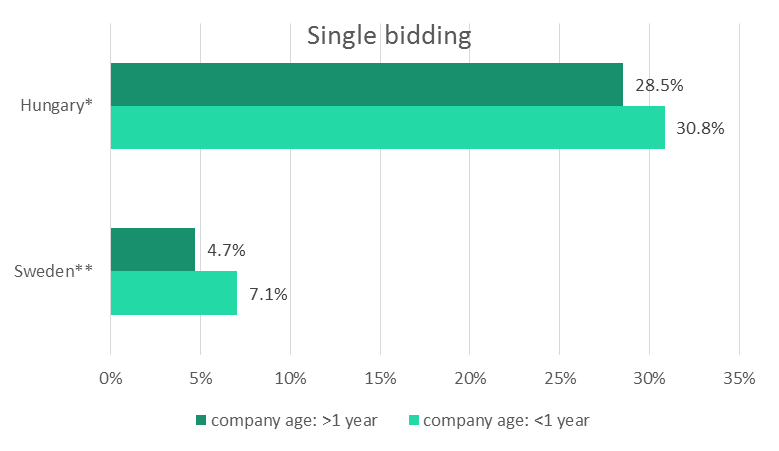 Single bidding
Hungary*
28.5%
30.8%
Sweden**
4.7%
7.1%
0% 5% 10% 15% 20% 25% 30% 35%
company age: >1 year company age: <1 year